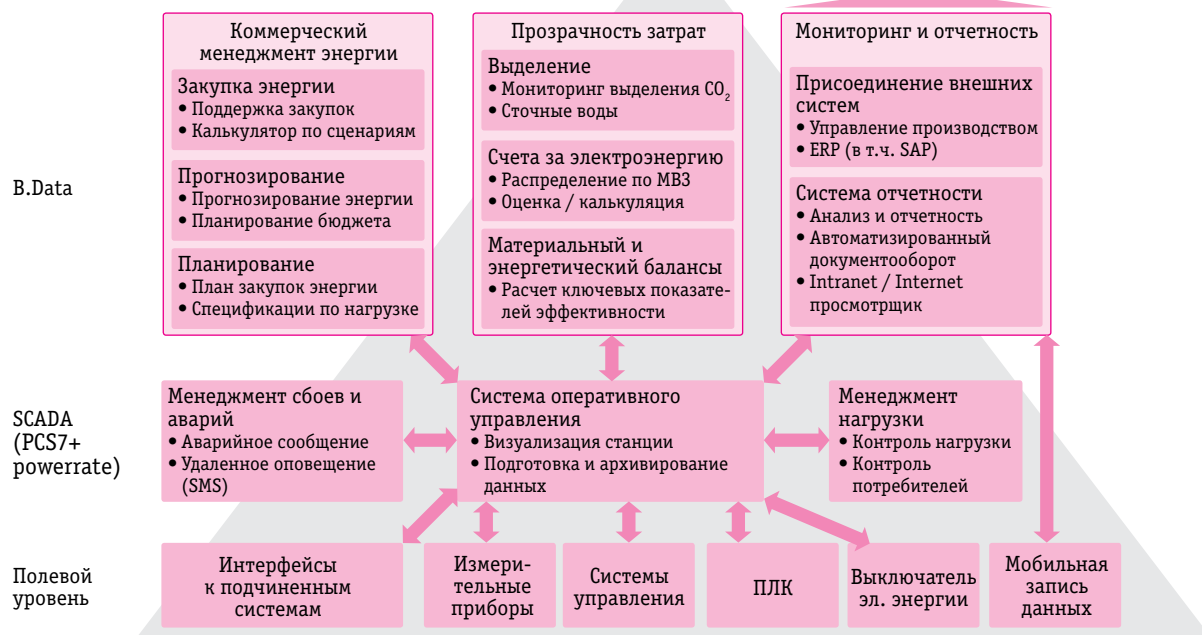 Коммерческий
менеджмент энергии
Закупка энергии
• Поддержка закупок
• Калькулятор по сценариям
Прогнозирование
• Прогнозирование энергии
• Планирование бюджета
Планирование
• План закупок энергии
• Спецификации по нагрузке
Прозрачность затрат
Выделение
• Мониторинг выделения CO₂
• Сточные воды
Счета за электроэнергию
• Распределение по МВЗ
• Оценка / калькуляция
Материальный и
энергетический балансы
• Расчет ключевых показате-
лей эффективности
Мониторинг и отчетность
Присоединение внешних
систем
• Управление производством
• ERP (в т.ч. SAP)
Система отчетности
• Анализ и отчетность
• Автоматизированный
документооборот
• Intranet / Internet
просмотрщик
B.Data
SCADA
(PCS7+
powerrate)
Менеджмент сбоев и
аварий
• Аварийное сообщение
• Удаленное оповещение
(SMS)
Система оперативного
управления
• Визуализация станции
• Подготовка и архивирование
данных
Менеджмент
нагрузки
• Контроль нагрузки
• Контроль
потребителей
Полевой
уровень
Интерфейсы
к подчиненным
системам
Измери-
тельные
приборы
Системы
управления
ПЛК
Выключатель
эл. энергии
Мобильная
запись
данных